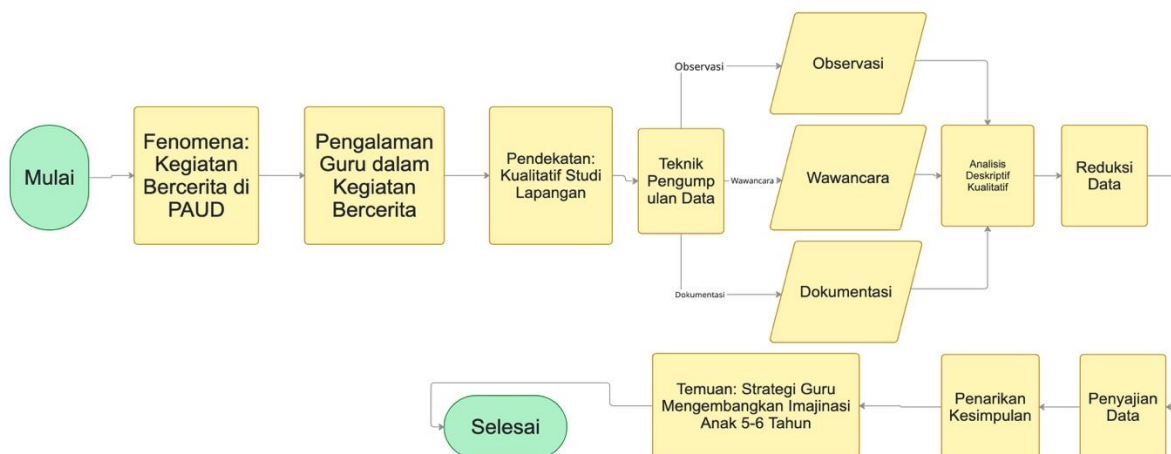 Mulai
Fenomena:
Kegiatan
Bercerita di
PAUD
Pengalaman
Guru dalam
Kegiatan
Bercerita
Pendekatan:
Kualitatif Studi
Lapangan
Teknik
Pengump
ulan Data
Observasi
Observasi
Wawancara
Wawancara
Dokumentasi
Dokumentasi
Analisis
Deskriptif
Kualitatif
Reduksi
Data
Penyajian
Data
Penarikan
Kesimpulan
Temuan: Strategi Guru
Mengembangkan Imajinasi
Anak 5-6 Tahun
Selesai